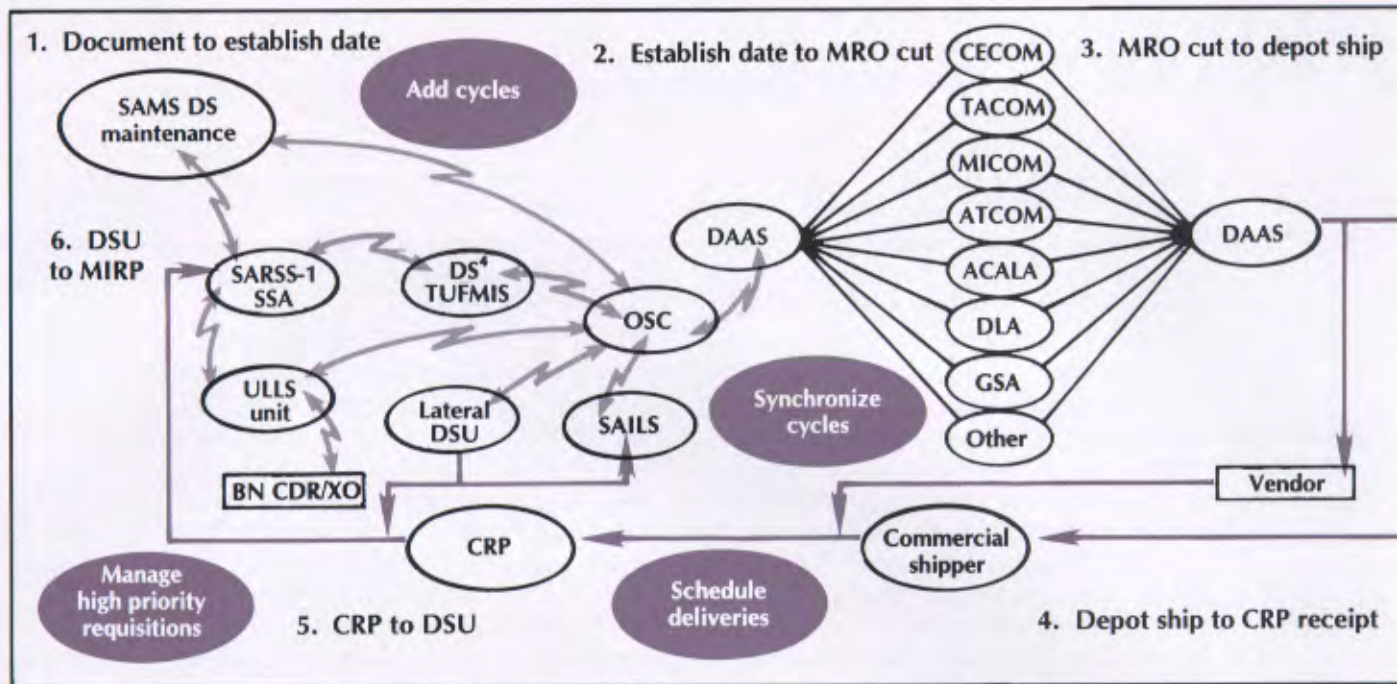 1. Document to establish date
2. Establish date to MRO cut
3. MRO cut to depot ship
Add cycles
SAMS DS
maintenance
CECOM
TACOM
MICOM
ATCOM
ACALA
DLA
GSA
Other
DAAS
DAAS
6. DSU
to MIRP
SARSS-1
SSA
DS⁴
TUFMIS
OSC
ULLS
unit
Lateral
DSU
SAILS
Synchronize
cycles
BN CDR/XO
Vendor
CRP
Commercial
shipper
Manage
high priority
requisitions
5. CRP to DSU
Schedule
deliveries
4. Depot ship to CRP receipt